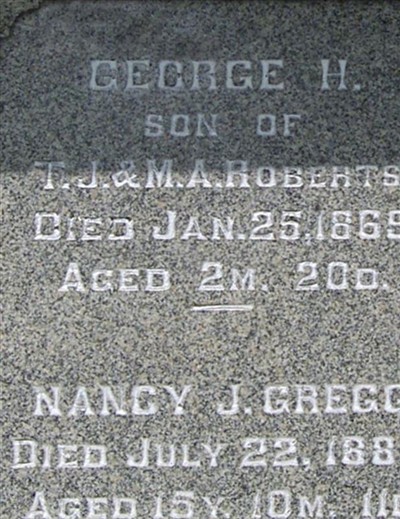 GEORGE H.
SON OF
T.J.&M.A.ROBERTS
DIED JAN.25,1869
AGED 2M. 20D.
NANCY J. GREGG
DIED JULY 22, 188
AGED 15Y. 10M. 11